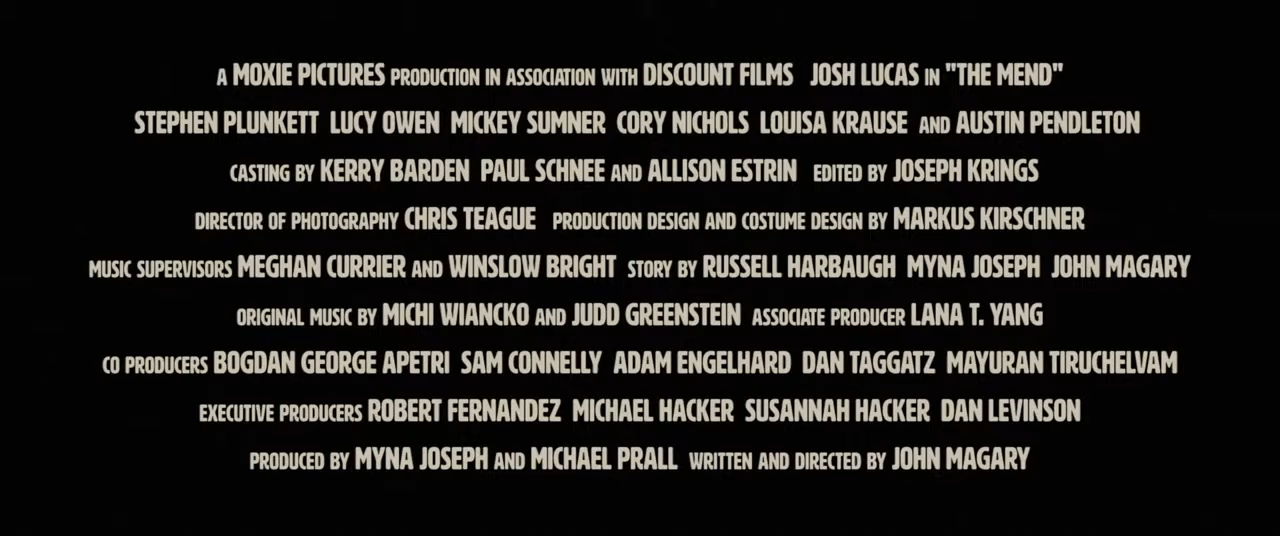 A MOXIE PICTURES PRODUCTION IN ASSOCIATION WITH DISCOUNT FILMS JOSH LUCAS IN "THE MEND"
STEPHEN PLUNKETT LUCY OWEN MICKEY SUMNER CORY NICHOLS LOUISA KRAUSE AND AUSTIN PENDLETON
CASTING BY KERRY BARDEN PAUL SCHNEE AND ALLISON ESTRIN EDITED BY JOSEPH KRINGS
DIRECTOR OF PHOTOGRAPHY CHRIS TEAGUE PRODUCTION DESIGN AND COSTUME DESIGN BY MARKUS KIRSCHNER
MUSIC SUPERVISORS MEGHAN CURRIER AND WINSLOW BRIGHT STORY BY RUSSELL HARBAUGH MYNA JOSEPH JOHN MAGARY
ORIGINAL MUSIC BY MICHI WIANCKO AND JUDD GREENSTEIN ASSOCIATE PRODUCER LANA T. YANG
CO PRODUCERS BOGDAN GEORGE APETRI SAM CONNELLY ADAM ENGELHARD DAN TAGGATZ MAYURAN TIRUCHELVAM
EXECUTIVE PRODUCERS ROBERT FERNANDEZ MICHAEL HACKER SUSANNAH HACKER DAN LEVINSON
PRODUCED BY MYNA JOSEPH AND MICHAEL PRALL WRITTEN AND DIRECTED BY JOHN MAGARY